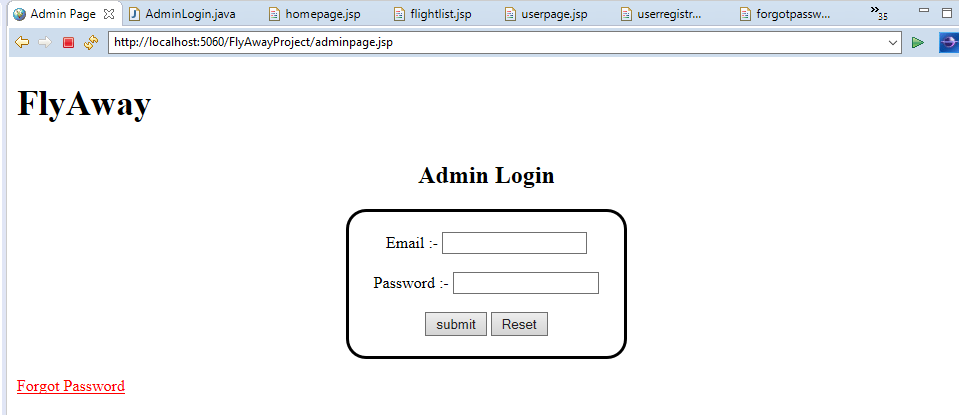 Admin Page AdminLogin.java homepage.jsp flightlist.jsp userpage.jsp userregistr... forgotpassw... 35
http://localhost:5060/FlyAwayProject/adminpage.jsp
FlyAway
Admin Login
Email :-
Password :-
submit Reset
Forgot Password